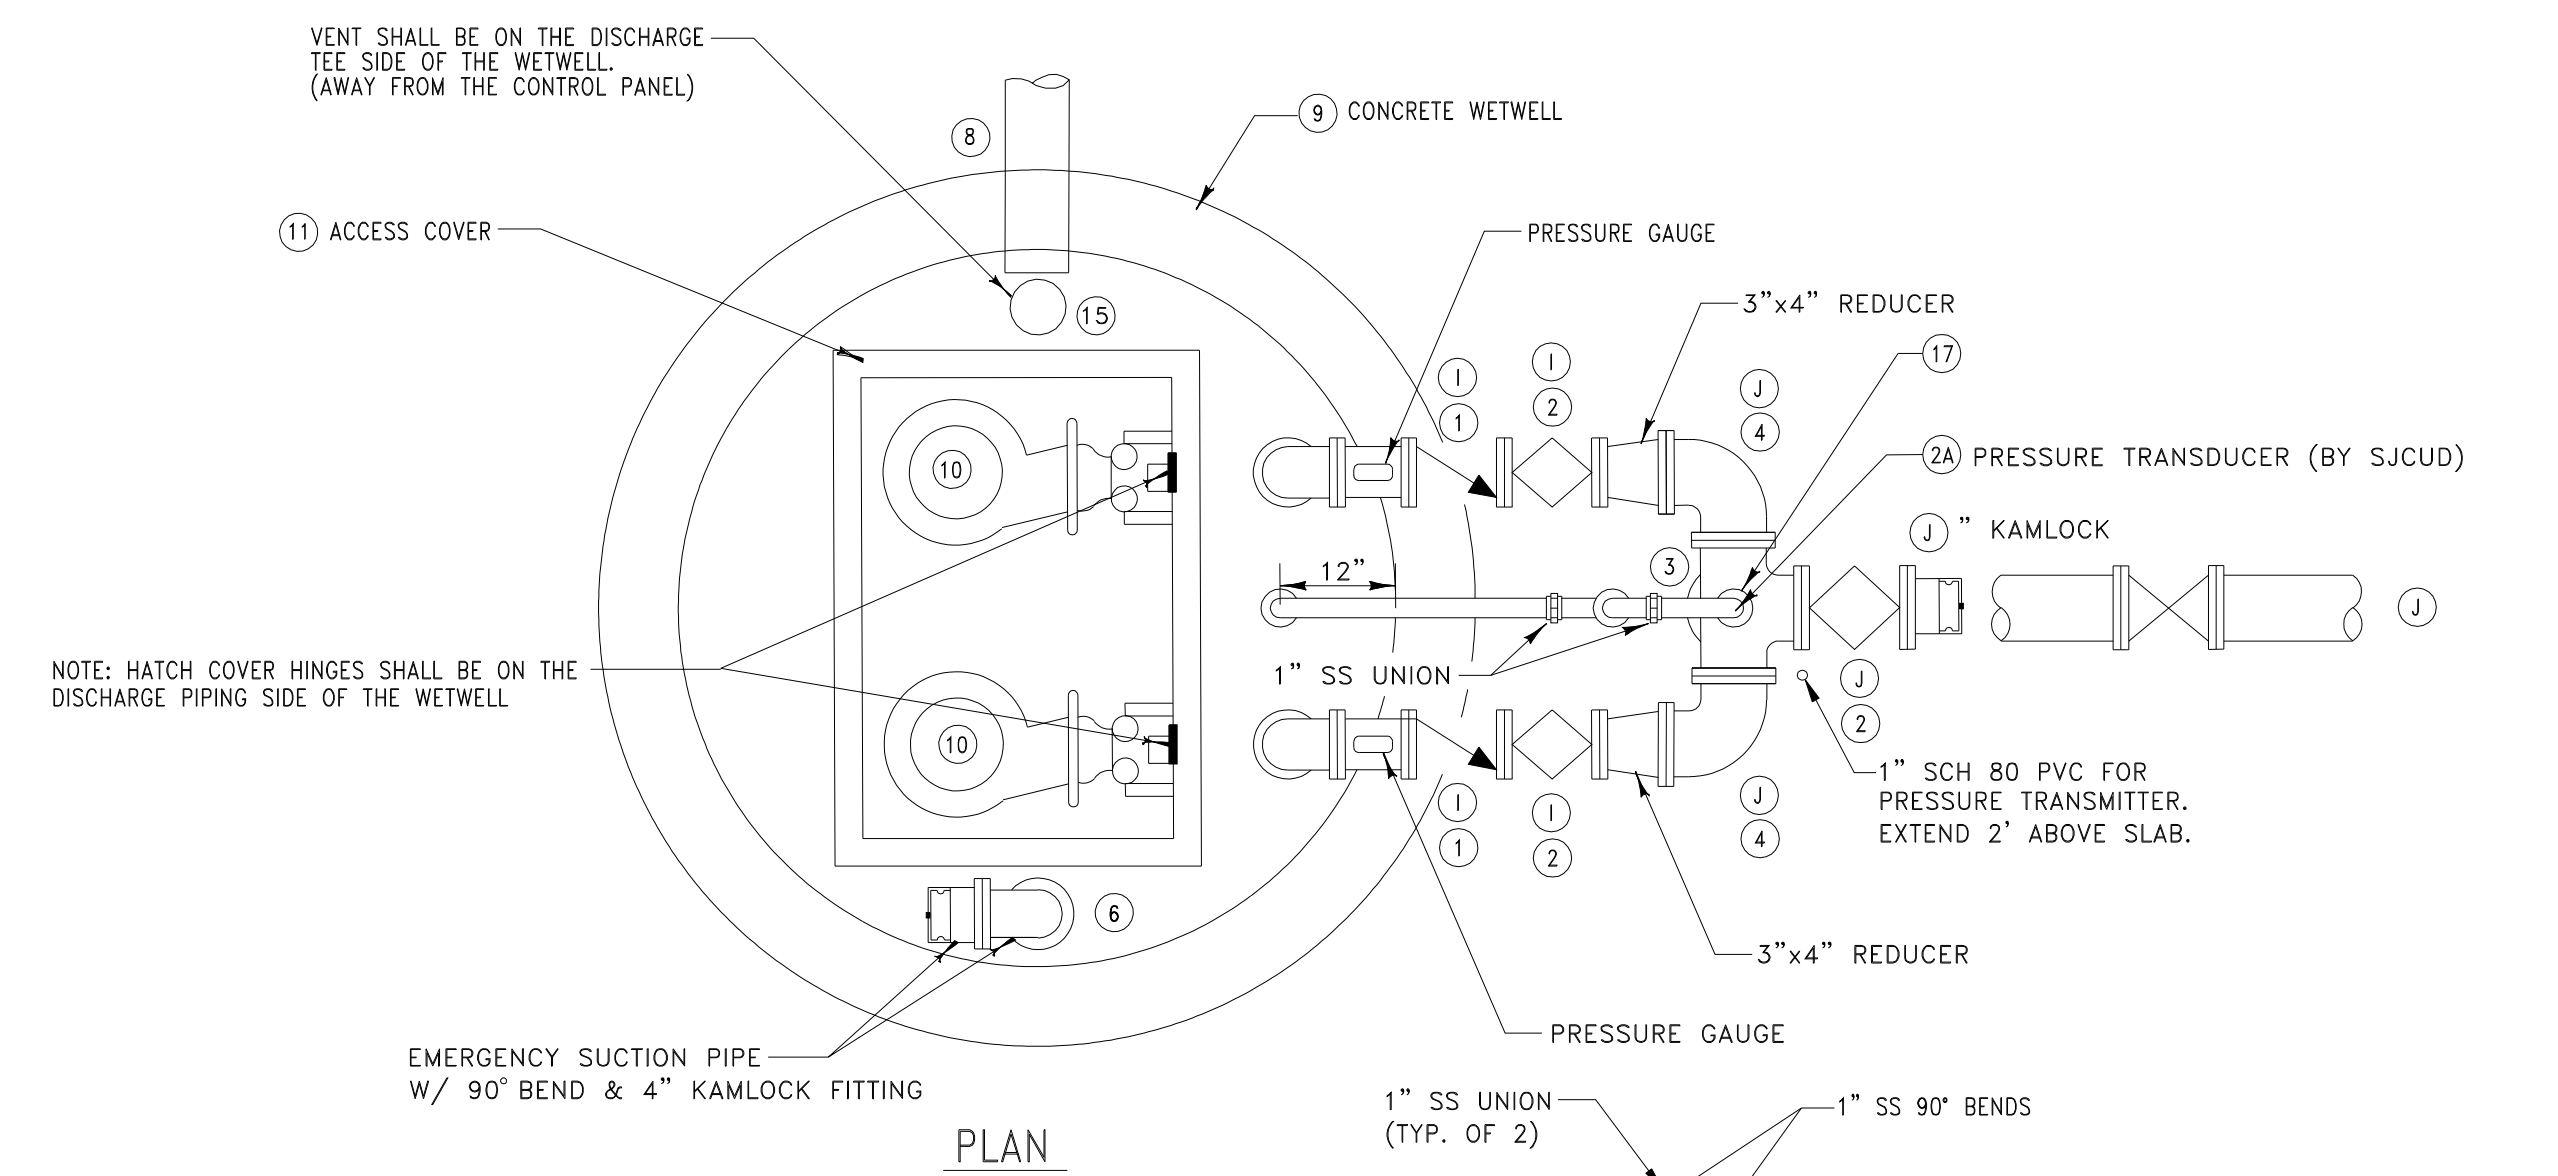 VENT SHALL BE ON THE DISCHARGE
TEE SIDE OF THE WETWELL.
(AWAY FROM THE CONTROL PANEL)
8
9 CONCRETE WETWELL
11 ACCESS COVER
PRESSURE GAUGE
15
3"x4" REDUCER
17
I
1
I
2
J
4
10
2A PRESSURE TRANSDUCER (BY SJCUD)
J " KAMLOCK
12"
3
J
NOTE: HATCH COVER HINGES SHALL BE ON THE
DISCHARGE PIPING SIDE OF THE WETWELL
1" SS UNION
J
2
10
1" SCH 80 PVC FOR
PRESSURE TRANSMITTER.
EXTEND 2' ABOVE SLAB.
I
1
I
2
J
4
6
3"x4" REDUCER
PRESSURE GAUGE
EMERGENCY SUCTION PIPE
W/ 90° BEND & 4" KAMLOCK FITTING
1" SS UNION
(TYP. OF 2)
1" SS 90° BENDS
PLAN